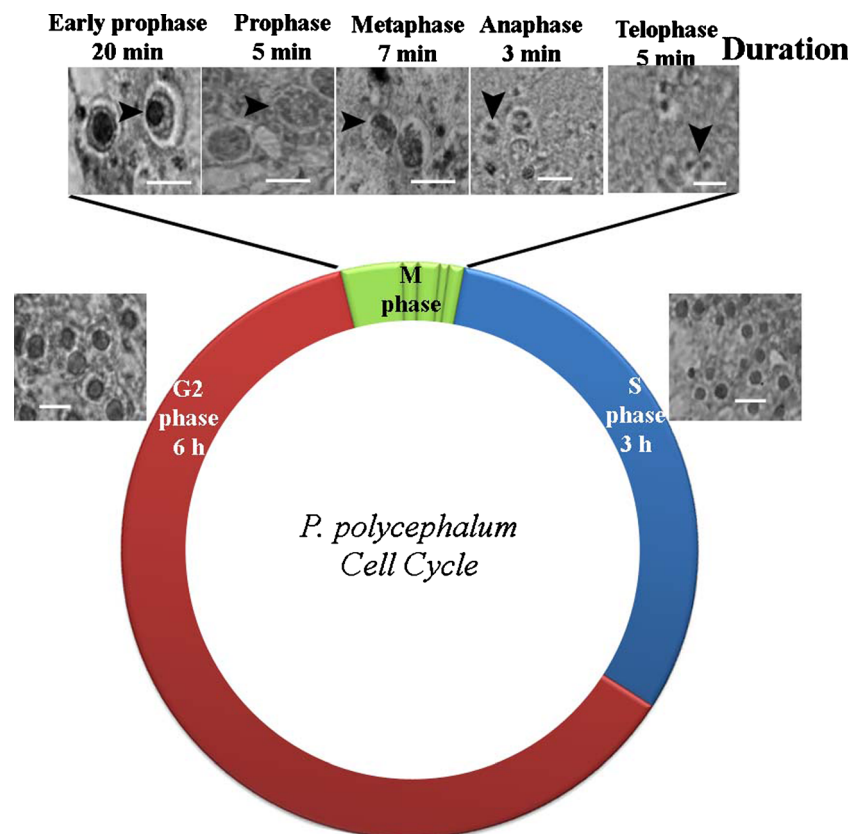 Early prophase
20 min
Prophase
5 min
Metaphase
7 min
Anaphase
3 min
Telophase
5 min
Duration
M
phase
G2
phase
6 h
S
phase
3 h
P. polycephalum
Cell Cycle